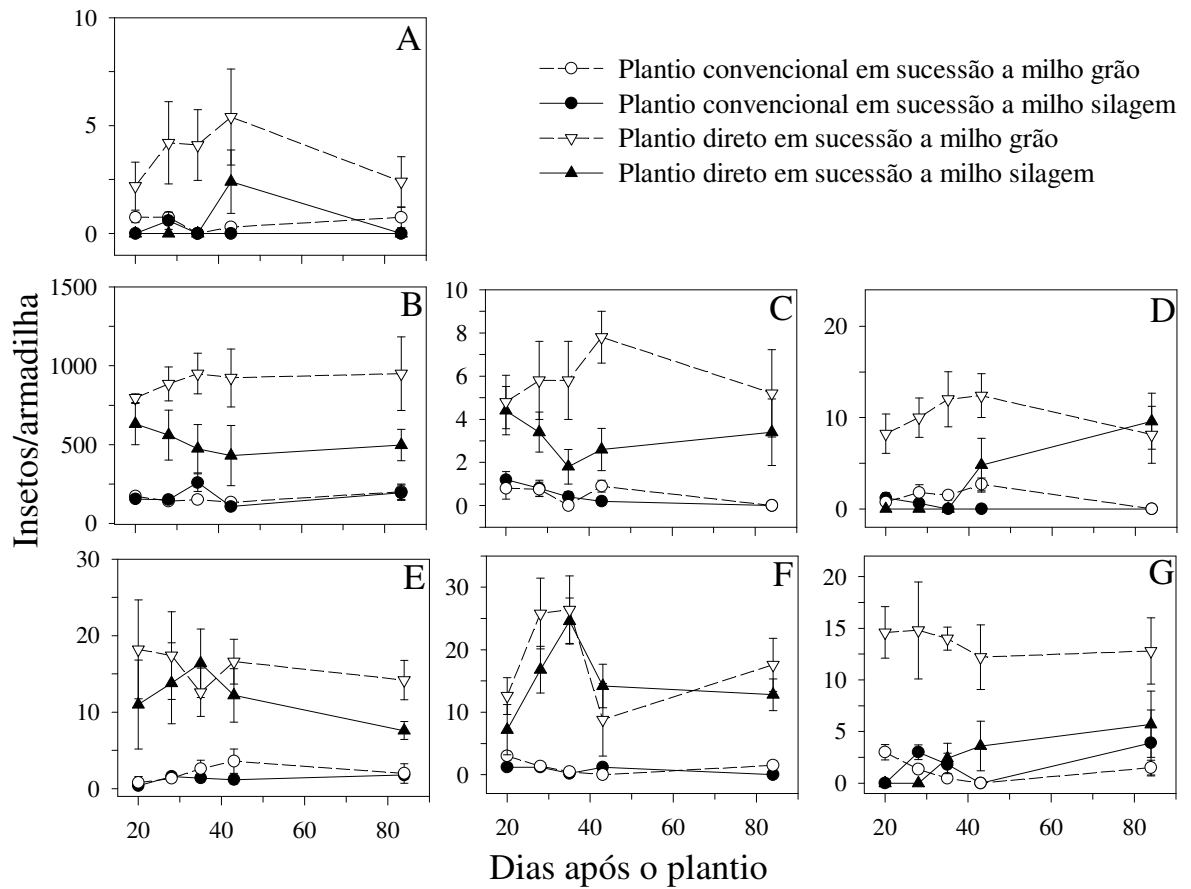 A
10
5
0
Plantio convencional em sucessão a milho grão
Plantio convencional em sucessão a milho silagem
Plantio direto em sucessão a milho grão
Plantio direto em sucessão a milho silagem
Insetos/armadilha
B
1500
1000
500
0
C
10
8
6
4
2
0
D
20
10
0
E
30
20
10
0
20 40 60 80
F
30
20
10
0
20 40 60 80
G
20
15
10
5
0
20 40 60 80
Dias após o plantio